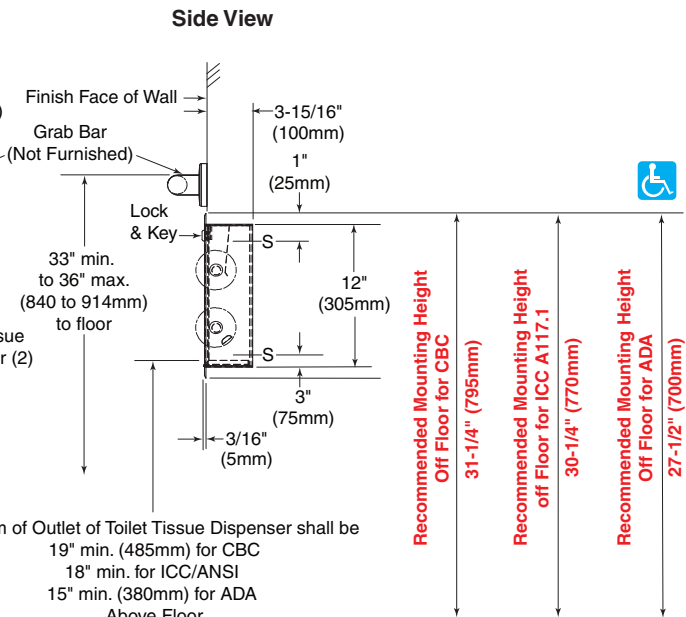 Side View
Finish Face of Wall
)
3-15/16"
(100mm)
Grab Bar
(Not Furnished)
1"
(25mm)
Lock
& Key
S
33" min.
to 36" max.
(840 to 914mm)
to floor
12"
(305mm)
sue
r (2)
S
3"
(75mm)
3/16"
(5mm)
Recommended Mounting Height
Off Floor for CBC
31-1/4" (795mm)
Recommended Mounting Height
off Floor for ICC A117.1
30-1/4" (770mm)
Recommended Mounting Height
Off Floor for ADA
27-1/2" (700mm)
m of Outlet of Toilet Tissue Dispenser shall be
19" min. (485mm) for CBC
18" min. for ICC/ANSI
15" min. (380mm) for ADA
Above Floor